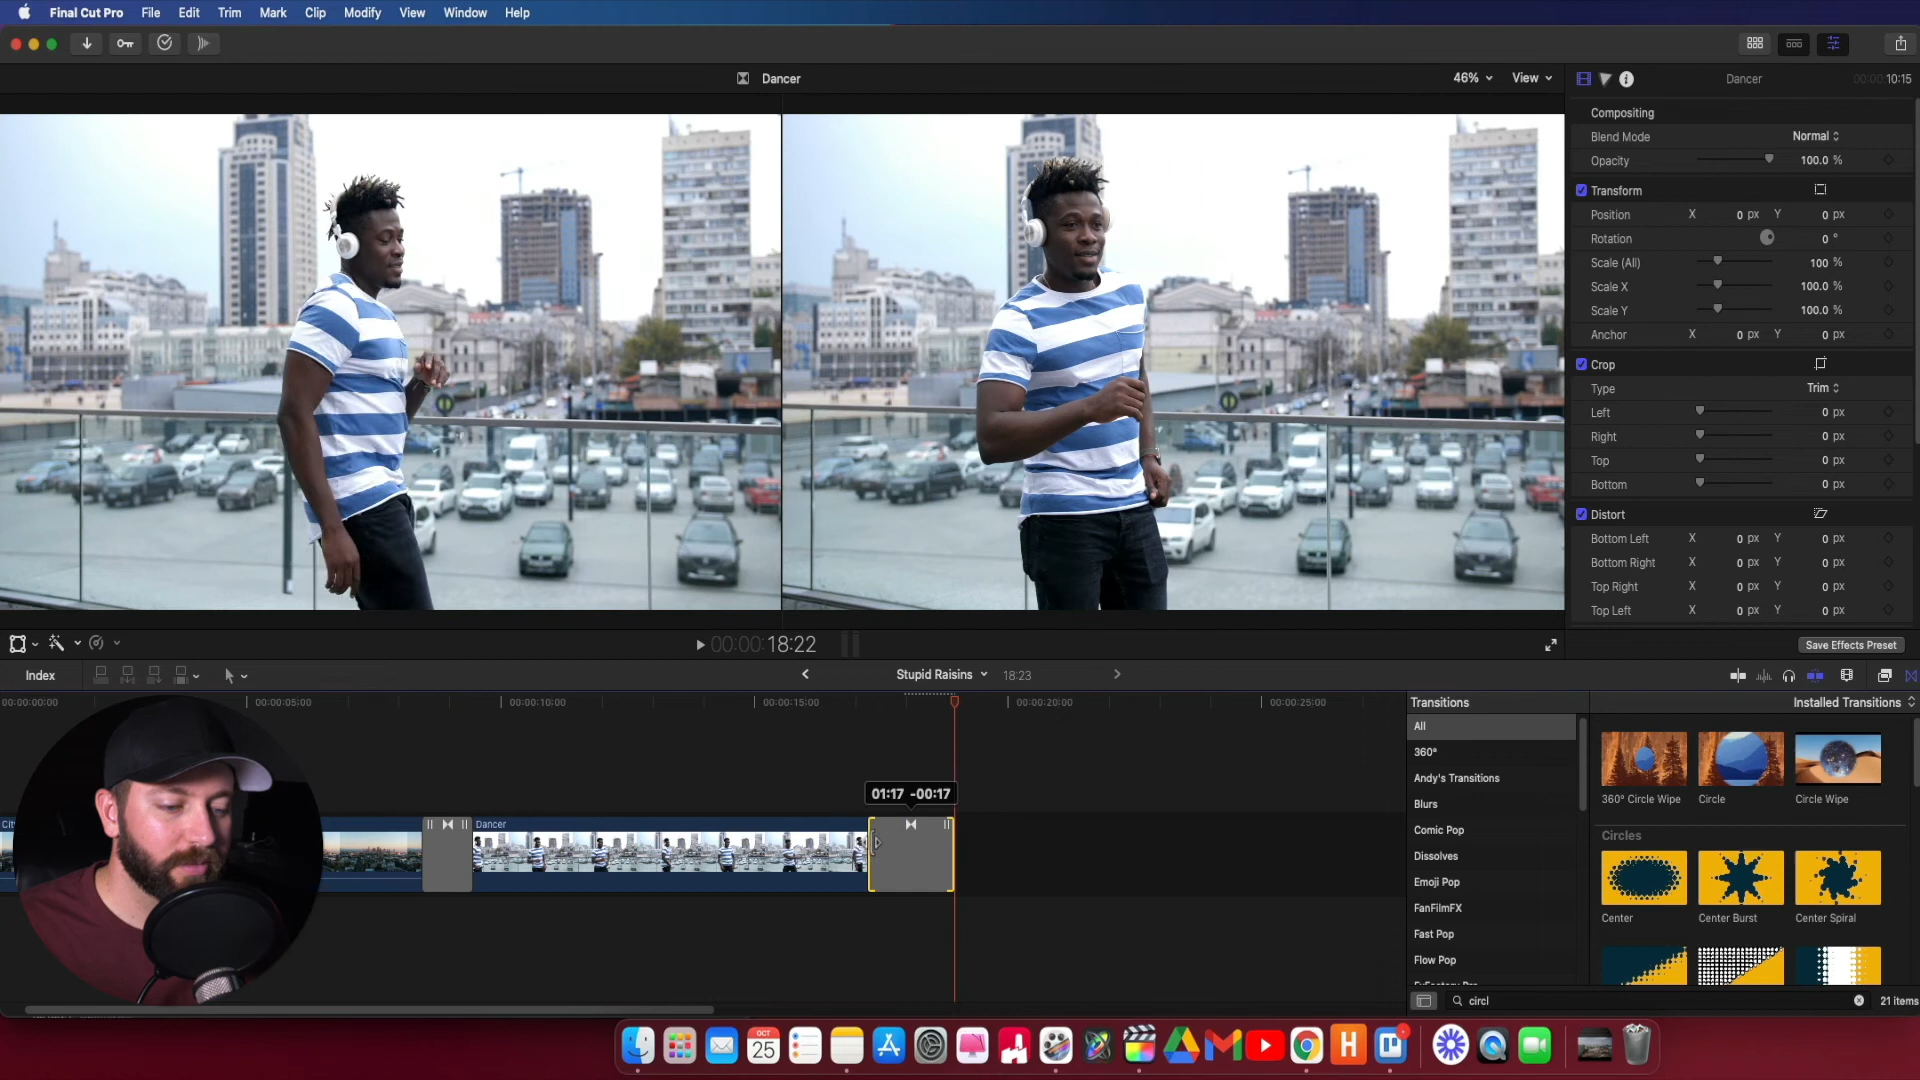 Final Cut Pro File Edit Trim Mark Clip Modify View Window Help
Dancer 46% View
Dancer 00:00:10:15
Compositing
Blend Mode Normal
Opacity 100.0 %
Transform
Position X 0 px Y 0 px
Rotation 0 °
Scale (All) 100 %
Scale X 100.0 %
Scale Y 100.0 %
Anchor X 0 px Y 0 px
Crop
Type Trim
Left 0 px
Right 0 px
Top 0 px
Bottom 0 px
Distort
Bottom Left X 0 px Y 0 px
Bottom Right X 0 px Y 0 px
Top Right X 0 px Y 0 px
Top Left X 0 px Y 0 px
00:00:18:22
Save Effects Preset
Index
Stupid Raisins 18:23
00:00:00:00 00:00:05:00 00:00:10:00 00:00:15:00 00:00:20:00 00:00:25:00
01:17 -00:17
Dancer
Transitions
Installed Transitions
All
360°
Andy's Transitions
Blurs
Comic Pop
Dissolves
Emoji Pop
FanFilmFX
Fast Pop
Flow Pop
360° Circle Wipe Circle Circle Wipe
Circles
Center Center Burst Center Spiral
circl
21 items
OCT
25
H